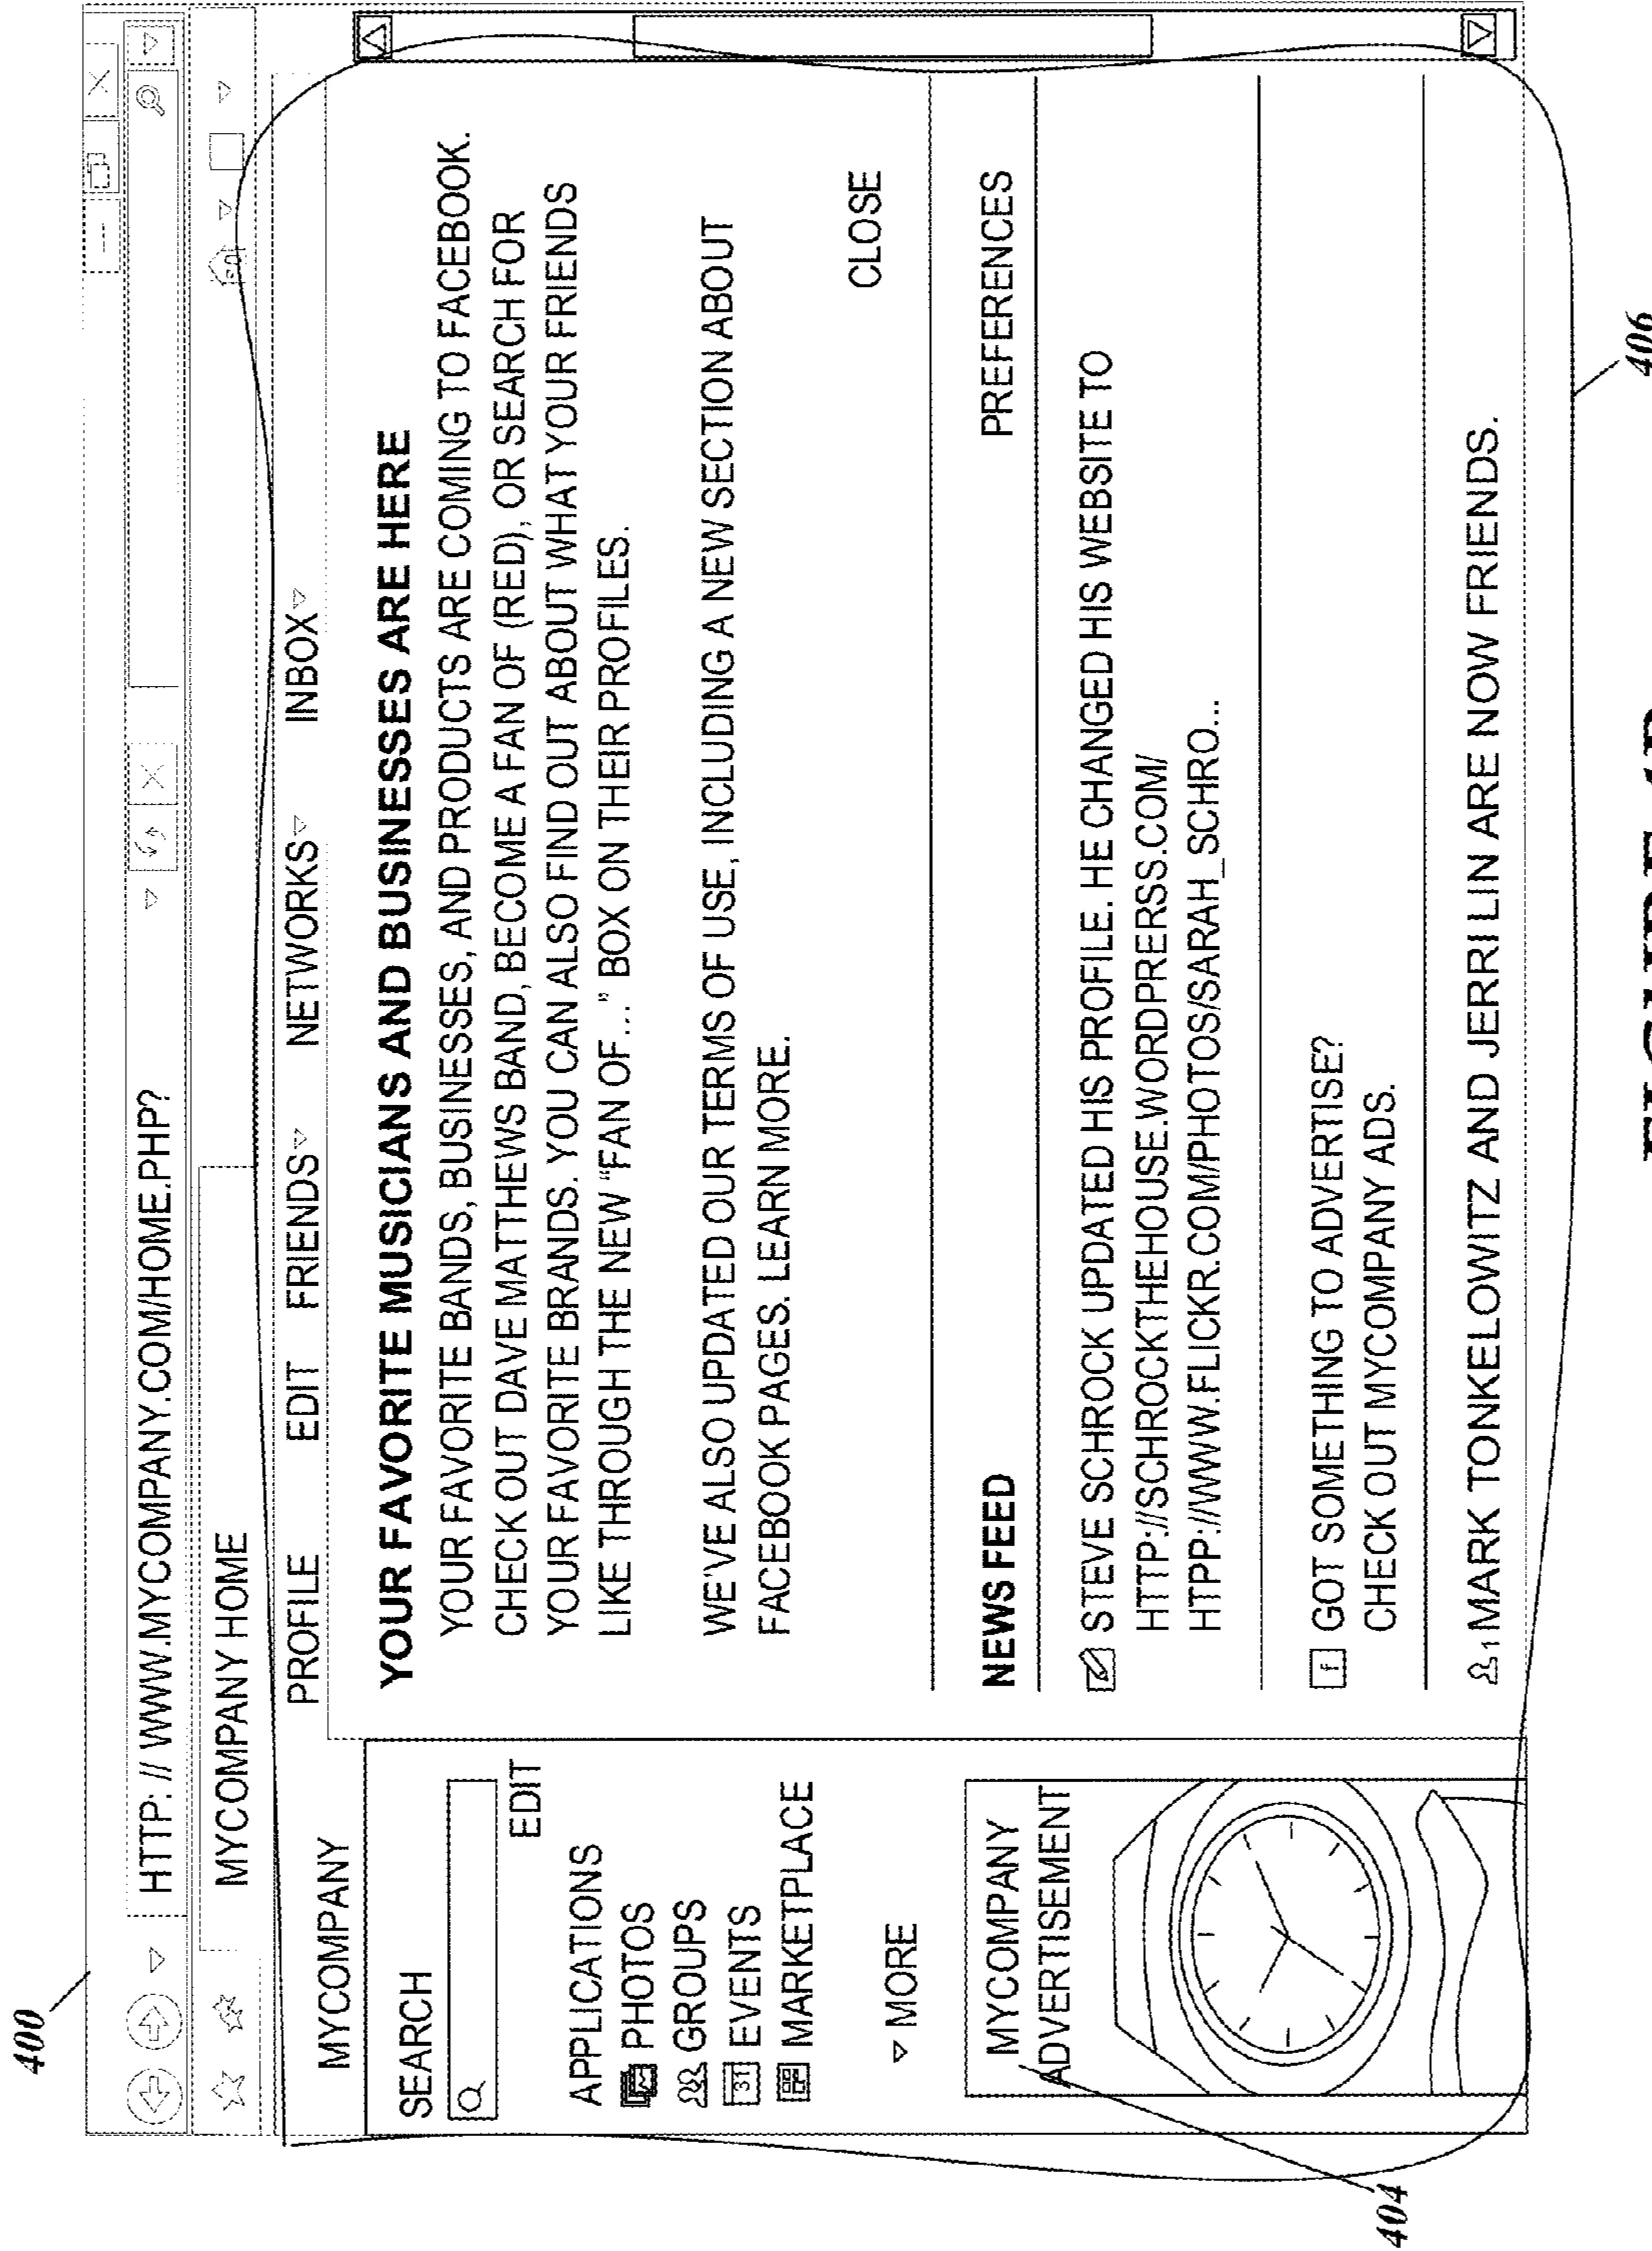 400
HTTP: // WWW.MYCOMPANY.COM/HOME.PHP?
MYCOMPANY HOME
MYCOMPANY
PROFILE EDIT FRIENDS NETWORKS INBOX
SEARCH
EDIT
APPLICATIONS
PHOTOS
GROUPS
31 EVENTS
MARKETPLACE
MORE
MYCOMPANY
ADVERTISEMENT
404
YOUR FAVORITE MUSICIANS AND BUSINESSES ARE HERE
YOUR FAVORITE BANDS, BUSINESSES, AND PRODUCTS ARE COMING TO FACEBOOK.
CHECK OUT DAVE MATTHEWS BAND, BECOME A FAN OF (RED), OR SEARCH FOR
YOUR FAVORITE BRANDS. YOU CAN ALSO FIND OUT ABOUT WHAT YOUR FRIENDS
LIKE THROUGH THE NEW "FAN OF..." BOX ON THEIR PROFILES.
WE'VE ALSO UPDATED OUR TERMS OF USE, INCLUDING A NEW SECTION ABOUT
FACEBOOK PAGES. LEARN MORE.
CLOSE
NEWS FEED PREFERENCES
STEVE SCHROCK UPDATED HIS PROFILE. HE CHANGED HIS WEBSITE TO
HTTP://SCHROCKTHEHOUSE.WORDPRERSS.COM/
HTPP://WWW.FLICKR.COM/PHOTOS/SARAH_SCHRO...
f GOT SOMETHING TO ADVERTISE?
CHECK OUT MYCOMPANY ADS.
1 MARK TONKELOWITZ AND JERRI LIN ARE NOW FRIENDS.
406